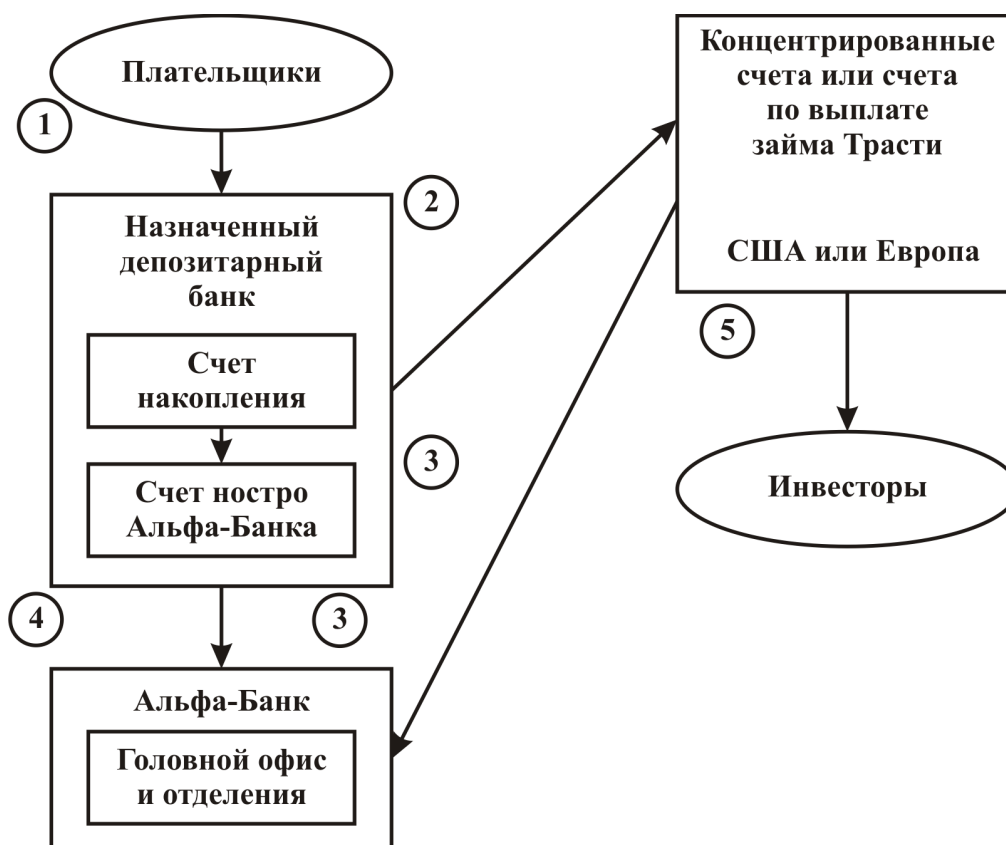 Плательщики
1
2
Назначенный
депозитарный
банк
Счет
накопления
3
Счет ностро
Альфа-Банка
4
3
Альфа-Банк
Головной офис
и отделения
Концентрированные
счета или счета
по выплате
займа Трасти
США или Европа
5
Инвесторы